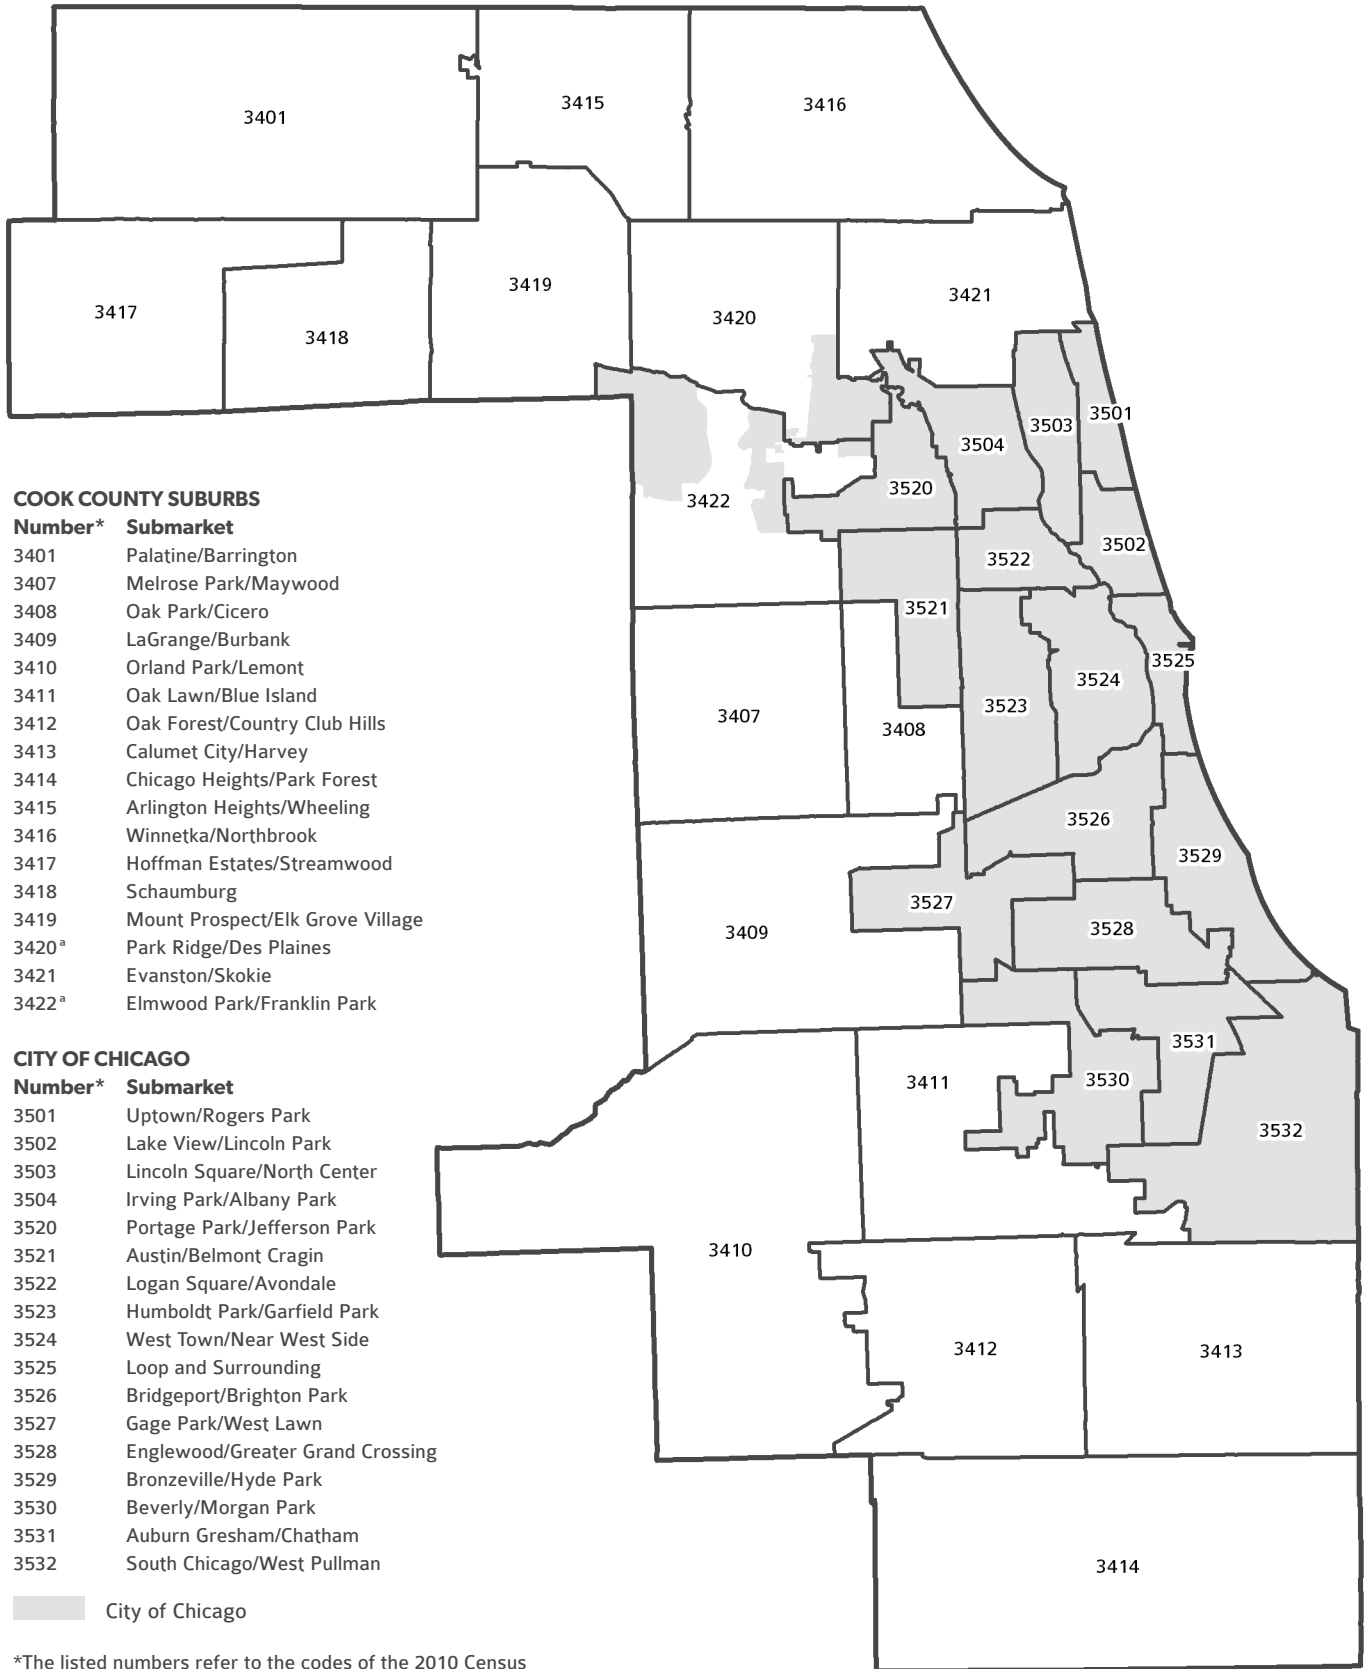 3401
3415
3416
3417
3418
3419
3420
3421
3422
3501
3503
3504
3520
3502
3522
3521
3525
3524
3523
3407
3408
3526
3529
3527
3528
3409
3531
3411
3530
3532
3410
3412
3413
3414
COOK COUNTY SUBURBS
Number* Submarket
3401 Palatine/Barrington
3407 Melrose Park/Maywood
3408 Oak Park/Cicero
3409 LaGrange/Burbank
3410 Orland Park/Lemont
3411 Oak Lawn/Blue Island
3412 Oak Forest/Country Club Hills
3413 Calumet City/Harvey
3414 Chicago Heights/Park Forest
3415 Arlington Heights/Wheeling
3416 Winnetka/Northbrook
3417 Hoffman Estates/Streamwood
3418 Schaumburg
3419 Mount Prospect/Elk Grove Village
3420ᵃ Park Ridge/Des Plaines
3421 Evanston/Skokie
3422ᵃ Elmwood Park/Franklin Park
CITY OF CHICAGO
Number* Submarket
3501 Uptown/Rogers Park
3502 Lake View/Lincoln Park
3503 Lincoln Square/North Center
3504 Irving Park/Albany Park
3520 Portage Park/Jefferson Park
3521 Austin/Belmont Cragin
3522 Logan Square/Avondale
3523 Humboldt Park/Garfield Park
3524 West Town/Near West Side
3525 Loop and Surrounding
3526 Bridgeport/Brighton Park
3527 Gage Park/West Lawn
3528 Englewood/Greater Grand Crossing
3529 Bronzeville/Hyde Park
3530 Beverly/Morgan Park
3531 Auburn Gresham/Chatham
3532 South Chicago/West Pullman
City of Chicago
*The listed numbers refer to the codes of the 2010 Census